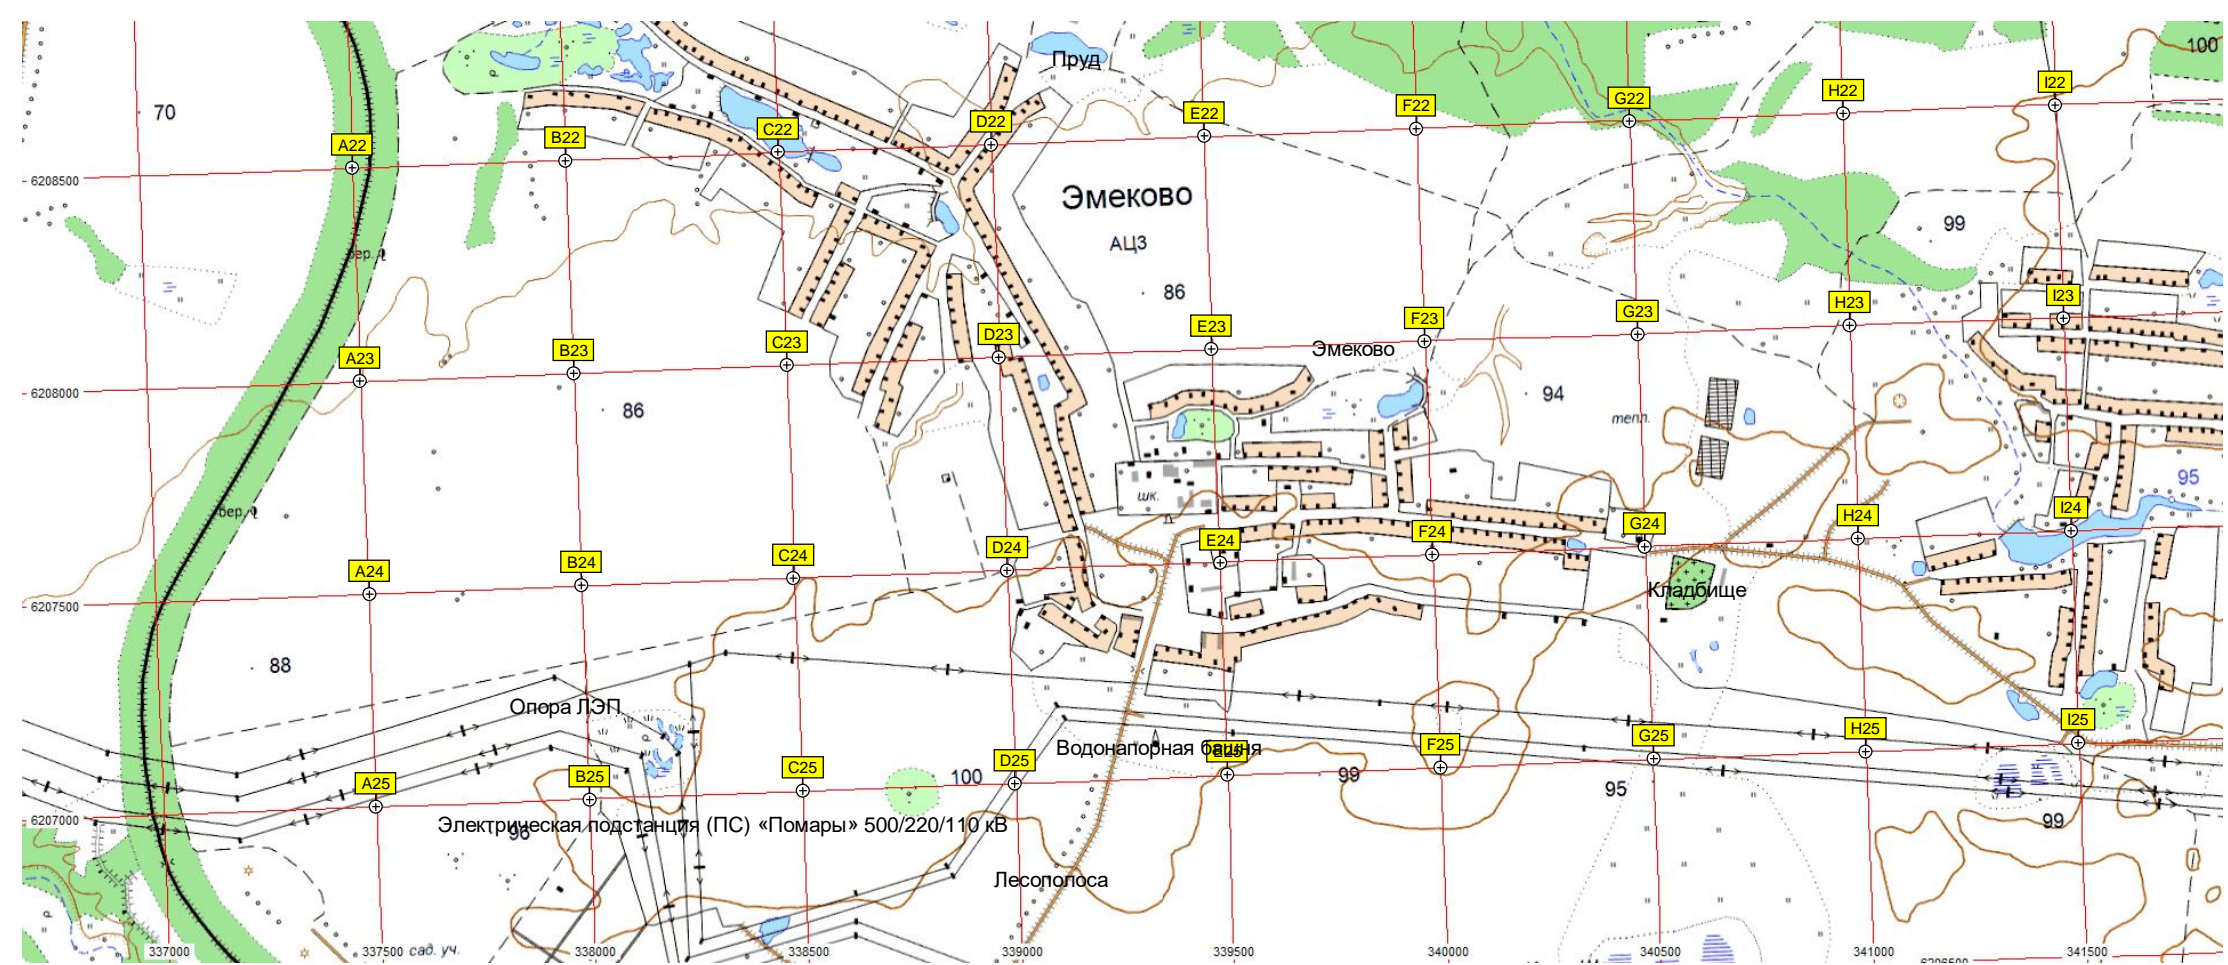 100
Пруд
70
A22
B22
C22
D22
E22
F22
G22
H22
I22
6208500
Эмеково
АЦЗ
99
86
бер.
A23
B23
C23
D23
E23
F23
G23
H23
I23
Эмеково
6208000
86
94
тепл.
95
шк.
бер.
A24
B24
C24
D24
E24
F24
G24
H24
I24
Кладбище
6207500
88
Опора ЛЭП
Водонапорная башня
A25
B25
C25
D25
E25
F25
G25
H25
I25
100
99
95
99
6207000
Электрическая подстанция (ПС) «Помары» 500/220/110 кВ
96
Лесополоса
сад. уч.
337000
337500
338000
338500
339000
339500
340000
340500
341000
341500
6206500